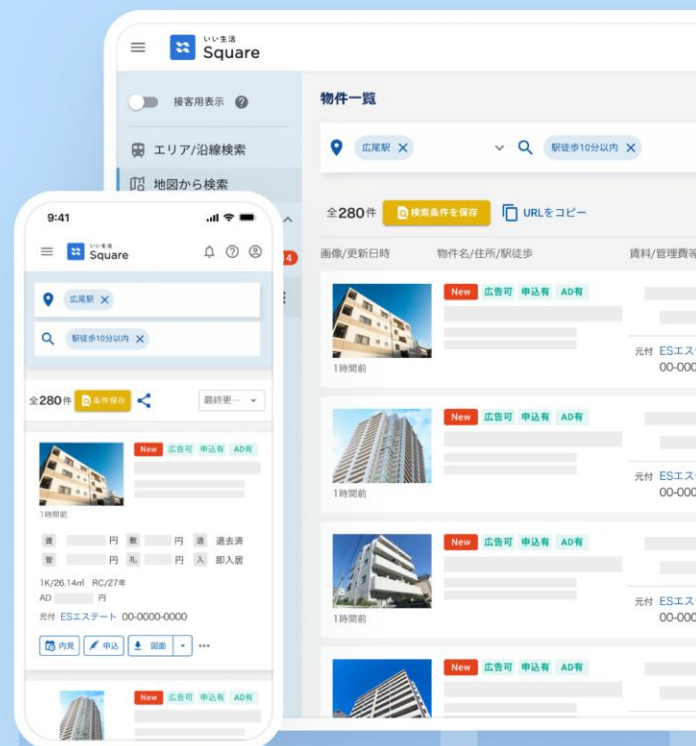 いい生活
Square
接客用表示
エリア/沿線検索
地図から検索
14
物件一覧
広尾駅
駅徒歩10分以内
全280件
検索条件を保存
URLをコピー
画像/更新日時
物件名/住所/駅徒歩
賃料/管理費等
New 広告可 申込有 AD有
1時間前
元付 ESエス
00-000
New 広告可 申込有 AD有
1時間前
元付 ESエス
00-000
New 広告可 申込有 AD有
1時間前
元付 ESエス
00-000
New 広告可 申込有 AD有
9:41
いい生活
Square
広尾駅
駅徒歩10分以内
全280件
条件保存
最終更…
New 広告可 申込有 AD有
1時間前
賃 円 敷 円 退 退去済
管 円 礼 円 入 即入居
1K/26.14㎡ RC/27年
AD 円
元付 ESエステート 00-0000-0000
内見 申込 図面 …
New 広告可 申込有 AD有